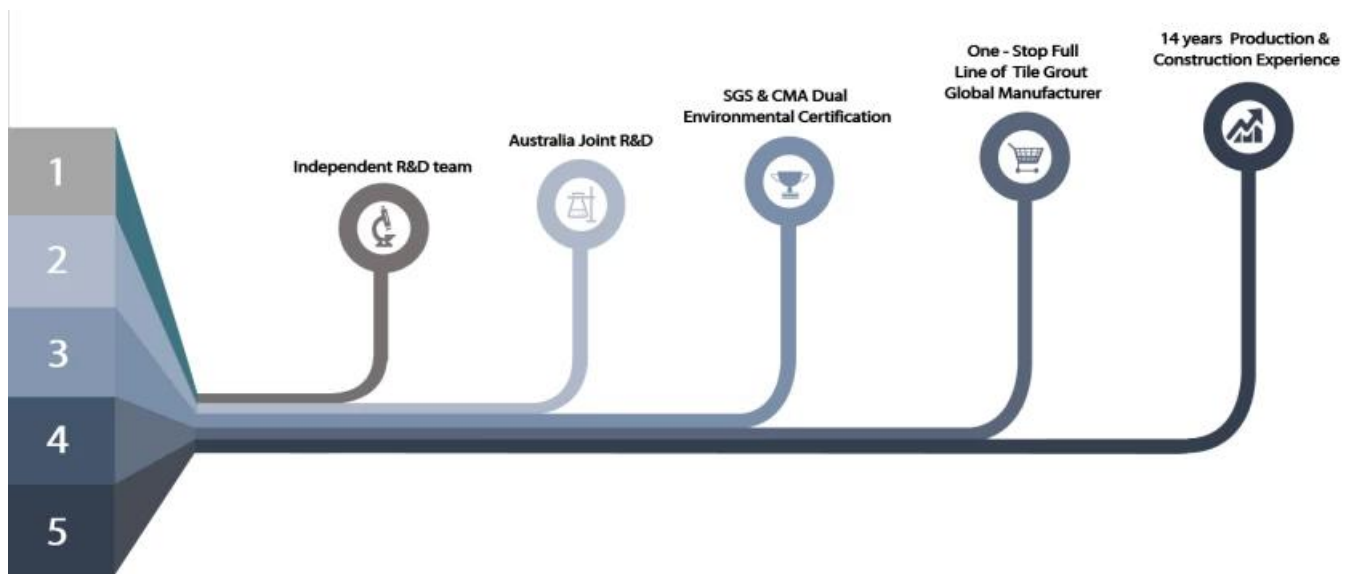 1
2
3
4
5
Independent R&D team
Australia Joint R&D
SGS & CMA Dual
Environmental Certification
One - Stop Full
Line of Tile Grout
Global Manufacturer
14 years Production &
Construction Experience